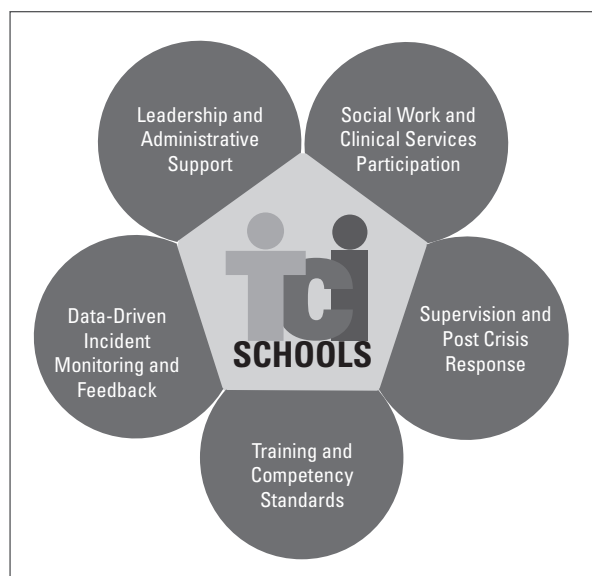 Leadership and
Administrative
Support
Social Work and
Clinical Services
Participation
Data-Driven
Incident
Monitoring and
Feedback
TCI
SCHOOLS
Supervision and
Post Crisis
Response
Training and
Competency
Standards